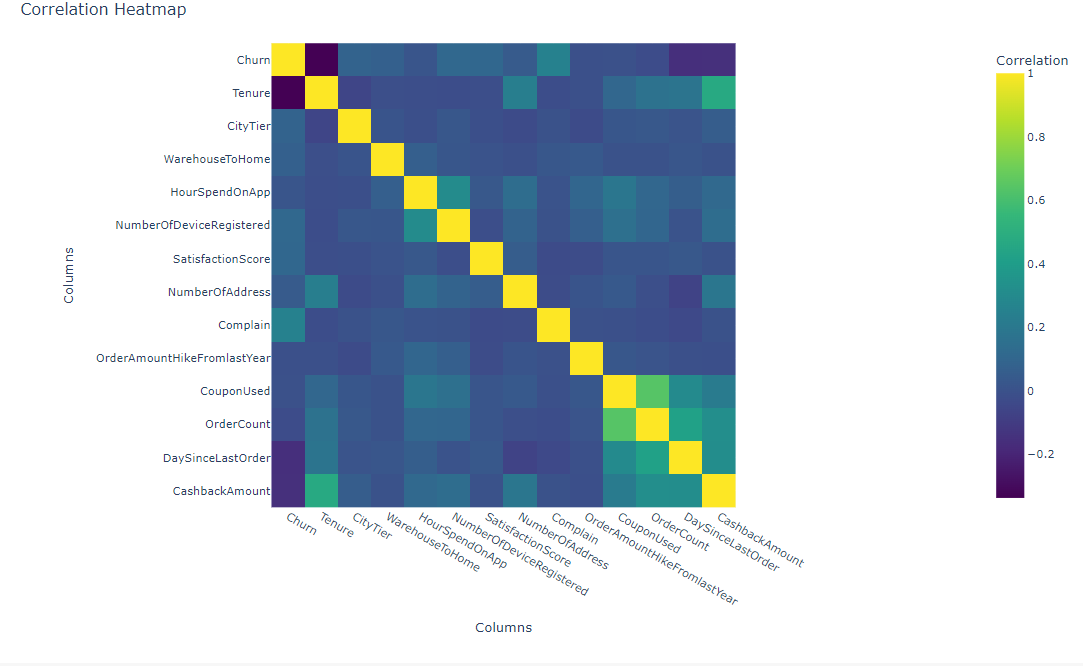 Correlation Heatmap
Correlation
Churn
Tenure
CityTier
WarehouseToHome
HourSpendOnApp
NumberOfDeviceRegistered
SatisfactionScore
NumberOfAddress
Complain
OrderAmountHikeFromlastYear
CouponUsed
OrderCount
DaySinceLastOrder
CashbackAmount
Columns
1
0.8
0.6
0.4
0.2
0
−0.2
Churn
Tenure
CityTier
WarehouseToHome
HourSpendOnApp
NumberOfDeviceRegistered
SatisfactionScore
NumberOfAddress
Complain
OrderAmountHikeFromlastYear
CouponUsed
OrderCount
DaySinceLastOrder
CashbackAmount
Columns